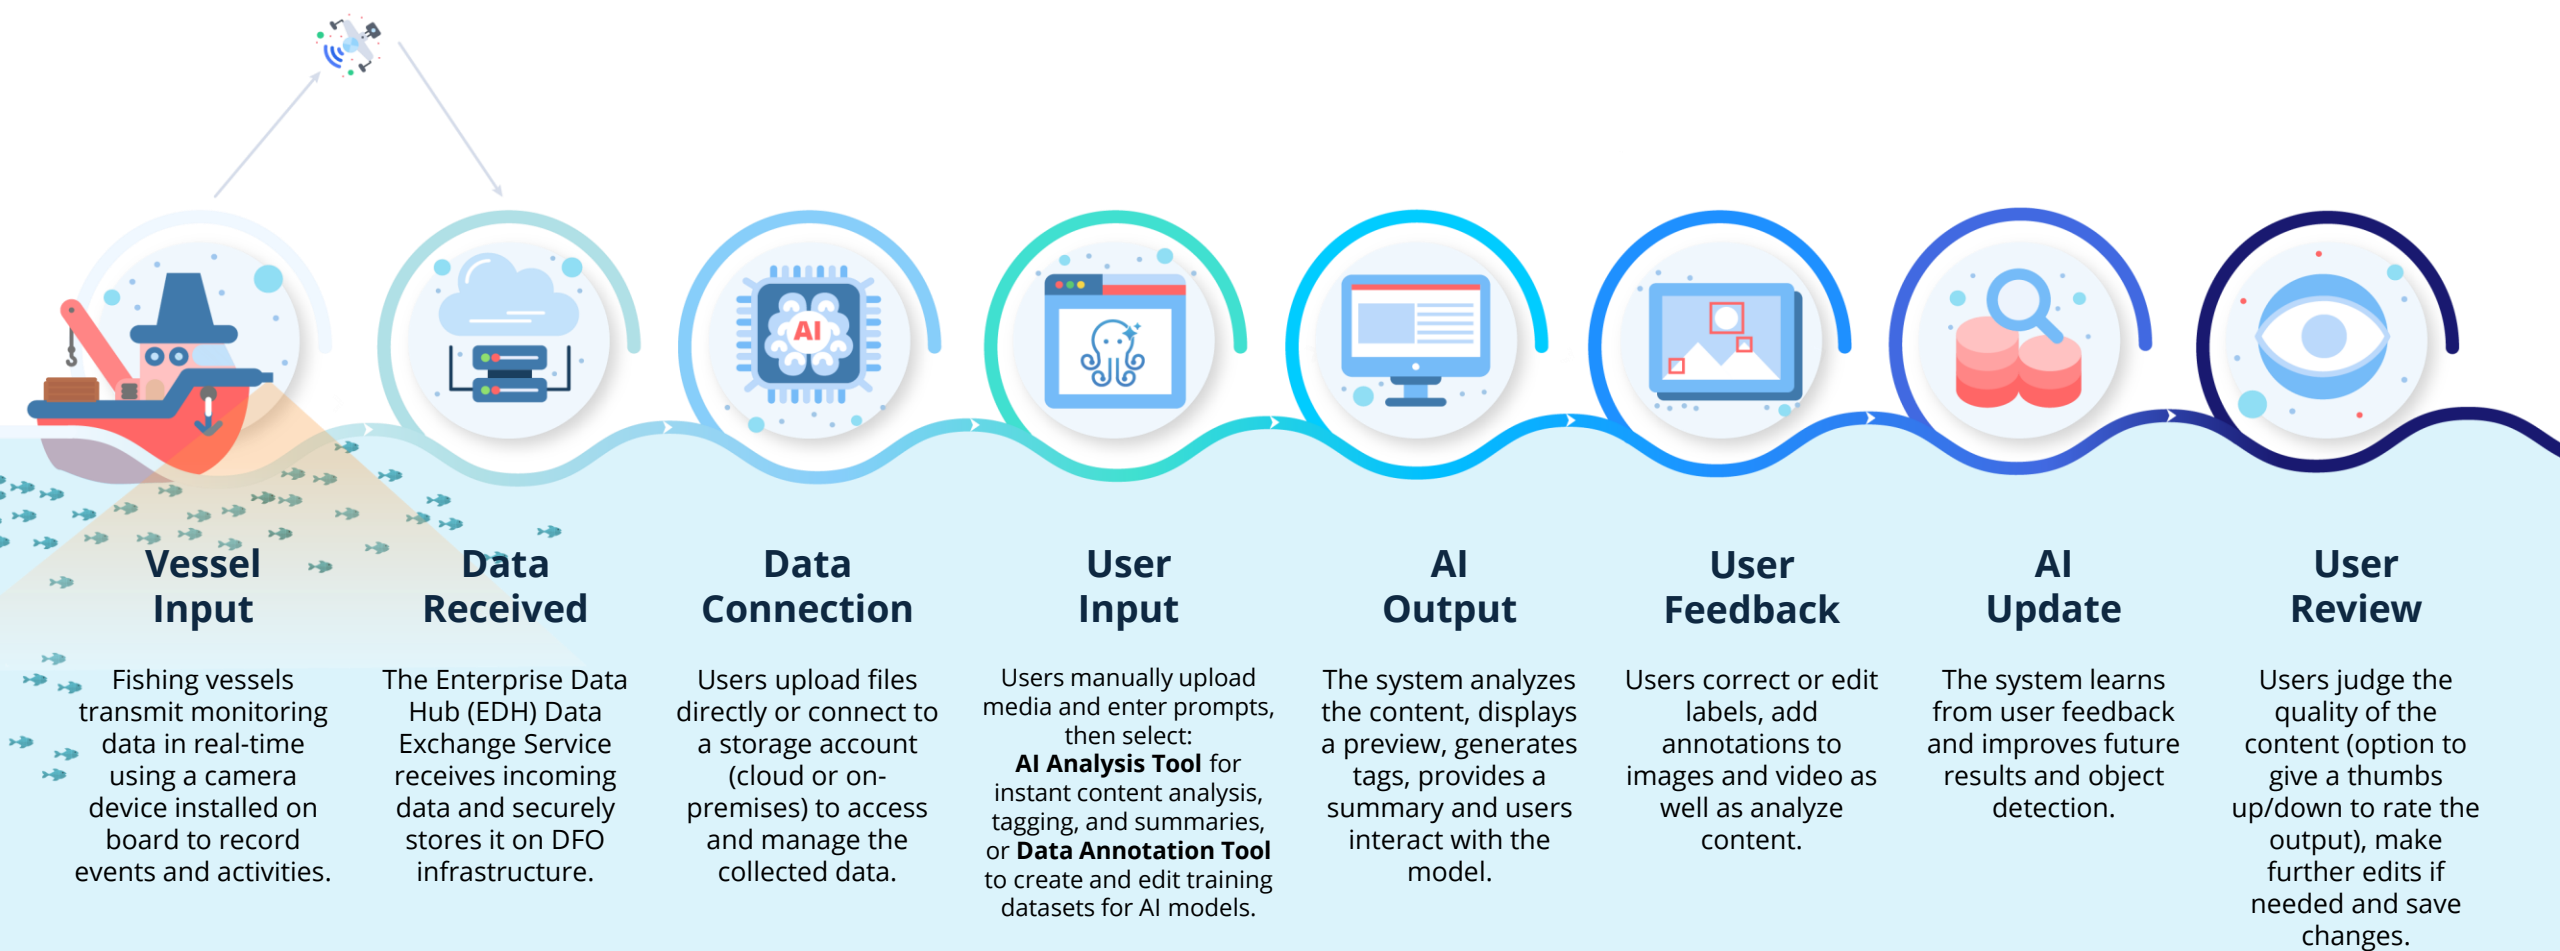 AI
Vessel
Input
Fishing vessels
transmit monitoring
data in real-time
using a camera
device installed on
board to record
events and activities.
Data
Received
The Enterprise Data
Hub (EDH) Data
Exchange Service
receives incoming
data and securely
stores it on DFO
infrastructure.
Data
Connection
Users upload files
directly or connect to
a storage account
(cloud or on-
premises) to access
and manage the
collected data.
User
Input
Users manually upload
media and enter prompts,
then select:
AI Analysis Tool for
instant content analysis,
tagging, and summaries,
or Data Annotation Tool
to create and edit training
datasets for AI models.
AI
Output
The system analyzes
the content, displays
a preview, generates
tags, provides a
summary and users
interact with the
model.
User
Feedback
Users correct or edit
labels, add
annotations to
images and video as
well as analyze
content.
AI
Update
The system learns
from user feedback
and improves future
results and object
detection.
User
Review
Users judge the
quality of the
content (option to
give a thumbs
up/down to rate the
output), make
further edits if
needed and save
changes.